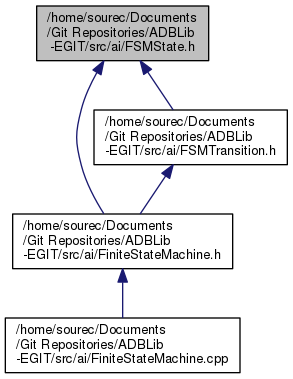 /home/sourec/Documents
/Git Repositories/ADBLib
-EGIT/src/ai/FSMState.h
/home/sourec/Documents
/Git Repositories/ADBLib
-EGIT/src/ai/FSMTransition.h
/home/sourec/Documents
/Git Repositories/ADBLib
-EGIT/src/ai/FiniteStateMachine.h
/home/sourec/Documents
/Git Repositories/ADBLib
-EGIT/src/ai/FiniteStateMachine.cpp